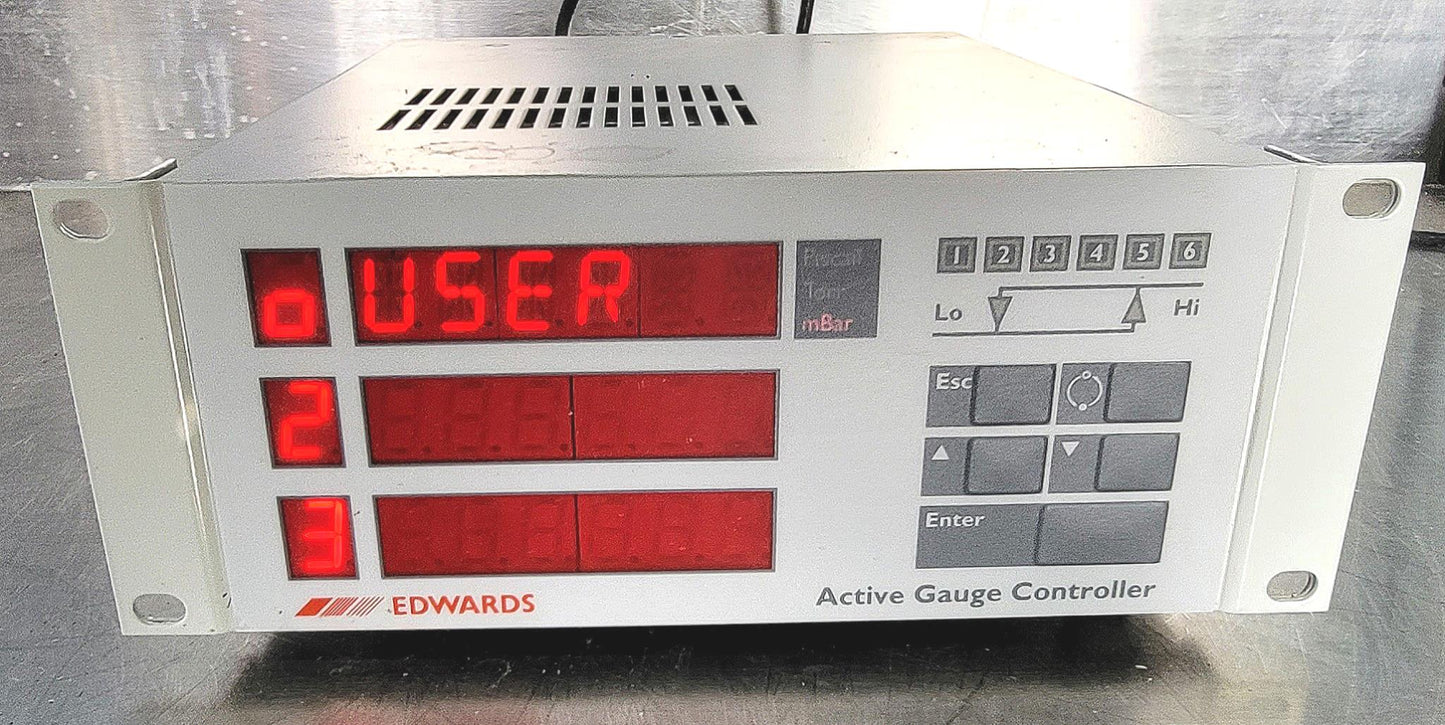 o USER
Recall
Torr
mBar
1 2 3 4 5 6
Lo Hi
2
Esc
3
Enter
EDWARDS
Active Gauge Controller